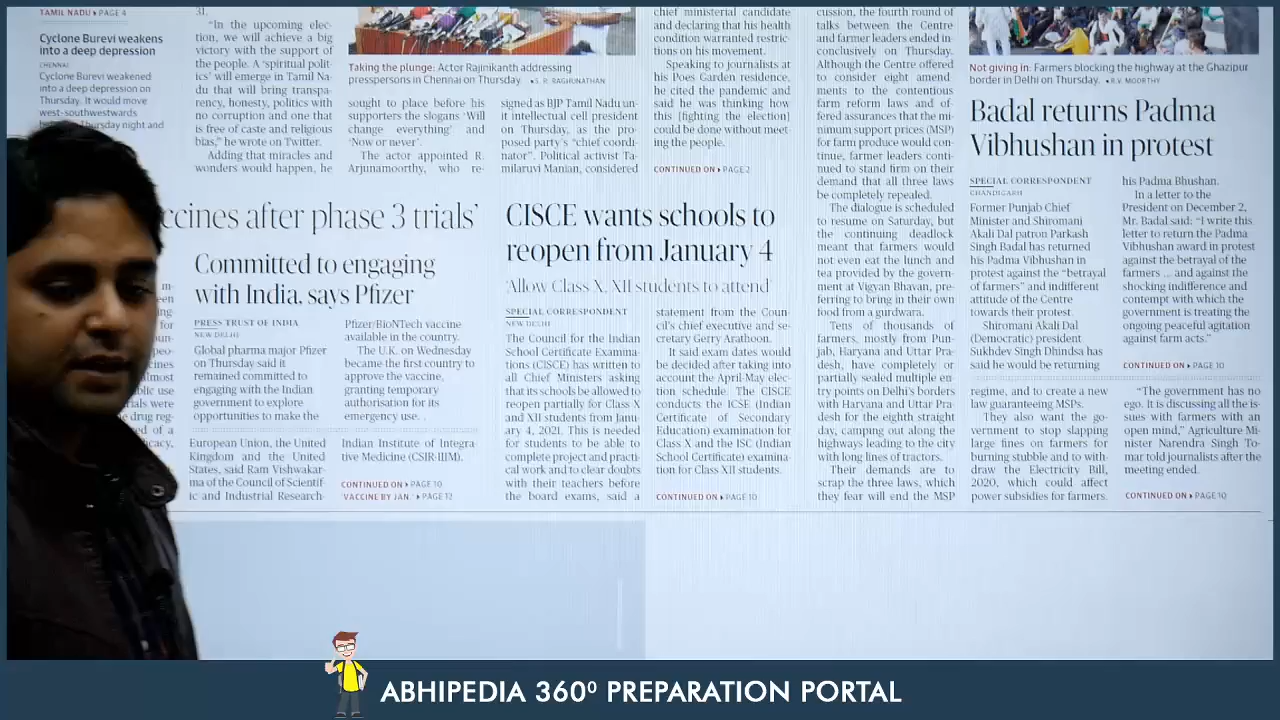 TAMIL NADU ▸ PAGE 4
Cyclone Burevi weakens
into a deep depression
CHENNAI
Cyclone Burevi weakened
into a deep depression on
Thursday. It would move
west-southwestwards
Thursday night and
31.
"In the upcoming elec-
tion, we will achieve a big
victory with the support of
the people. A 'spiritual polit-
ics' will emerge in Tamil Na-
du that will bring transpa-
rency, honesty, politics with
no corruption and one that
is free of caste and religious
bias," he wrote on Twitter.
Adding that miracles and
wonders would happen, he
Taking the plunge: Actor Rajinikanth addressing
presspersons in Chennai on Thursday. • S. R. RAGHUNATHAN
sought to place before his
supporters the slogans 'Will
change everything' and
'Now or never'.
The actor appointed R.
Arjunamoorthy, who re-
signed as BJP Tamil Nadu un-
it intellectual cell president
on Thursday, as the pro-
posed party's "chief coordi-
nator". Political activist Ta-
milaruvi Manian, considered
chief ministerial candidate
and declaring that his health
condition warranted restric-
tions on his movement.
Speaking to journalists at
his Poes Garden residence,
he cited the pandemic and
said he was thinking how
this [fighting the election]
could be done without meet-
ing the people.
CONTINUED ON ▸ PAGE 2
ccines after phase 3 trials'
Committed to engaging
with India, says Pfizer
PRESS TRUST OF INDIA
NEW DELHI
Global pharma major Pfizer
on Thursday said it
remained committed to
engaging with the Indian
government to explore
opportunities to make the
Pfizer/BioNTech vaccine
available in the country.
The U.K. on Wednesday
became the first country to
approve the vaccine,
granting temporary
authorisation for its
emergency use.
European Union, the United
Kingdom and the United
States, said Ram Vishwakar-
ma of the Council of Scientif-
ic and Industrial Research-
Indian Institute of Integra-
tive Medicine (CSIR-IIIM).
CONTINUED ON ▸ PAGE 10
VACCINE BY JAN. ▸ PAGE 12
CISCE wants schools to
reopen from January 4
'Allow Class X, XII students to attend'
SPECIAL CORRESPONDENT
NEW DELHI
The Council for the Indian
School Certificate Examina-
tions (CISCE) has written to
all Chief Ministers asking
that its schools be allowed to
reopen partially for Class X
and XII students from Janu-
ary 4, 2021. This is needed
for students to be able to
complete project and practi-
cal work and to clear doubts
with their teachers before
the board exams, said a
statement from the Coun-
cil's chief executive and se-
cretary Gerry Arathoon.
It said exam dates would
be decided after taking into
account the April-May elec-
tion schedule. The CISCE
conducts the ICSE (Indian
Certificate of Secondary
Education) examination for
Class X and the ISC (Indian
School Certificate) examina-
tion for Class XII students.
CONTINUED ON ▸ PAGE 10
cussion, the fourth round of
talks between the Centre
and farmer leaders ended in-
conclusively on Thursday.
Although the Centre offered
to consider eight amend-
ments to the contentious
farm reform laws and of-
fered assurances that the mi-
nimum support prices (MSP)
for farm produce would con-
tinue, farmer leaders conti-
nued to stand firm on their
demand that all three laws
be completely repealed.
The dialogue is scheduled
to resume on Saturday, but
the continuing deadlock
meant that farmers would
not even eat the lunch and
tea provided by the govern-
ment at Vigyan Bhavan, pre-
ferring to bring in their own
food from a gurdwara.
Tens of thousands of
farmers, mostly from Pun-
jab, Haryana and Uttar Pra-
desh, have completely or
partially sealed multiple en-
try points on Delhi's borders
with Haryana and Uttar Pra-
desh for the eighth straight
day, camping out along the
highways leading to the city
with long lines of tractors.
Their demands are to
scrap the three laws, which
they fear will end the MSP
Not giving in: Farmers blocking the highway at the Ghazipur
border in Delhi on Thursday. • R.V. MOORTHY
Badal returns Padma
Vibhushan in protest
SPECIAL CORRESPONDENT
CHANDIGARH
Former Punjab Chief
Minister and Shiromani
Akali Dal patron Parkash
Singh Badal has returned
his Padma Vibhushan in
protest against the "betrayal
of farmers" and indifferent
attitude of the Centre
towards their protest.
Shiromani Akali Dal
(Democratic) president
Sukhdev Singh Dhindsa has
said he would be returning
his Padma Bhushan.
In a letter to the
President on December 2,
Mr. Badal said: "I write this
letter to return the Padma
Vibhushan award in protest
against the betrayal of the
farmers ... and against the
shocking indifference and
contempt with which the
government is treating the
ongoing peaceful agitation
against farm acts."
CONTINUED ON ▸ PAGE 10
regime, and to create a new
law guaranteeing MSPs.
They also want the go-
vernment to stop slapping
large fines on farmers for
burning stubble and to with-
draw the Electricity Bill,
2020, which could affect
power subsidies for farmers.
"The government has no
ego. It is discussing all the is-
sues with farmers with an
open mind," Agriculture Mi-
nister Narendra Singh To-
mar told journalists after the
meeting ended.
CONTINUED ON ▸ PAGE 10
ABHIPEDIA 360º PREPARATION PORTAL